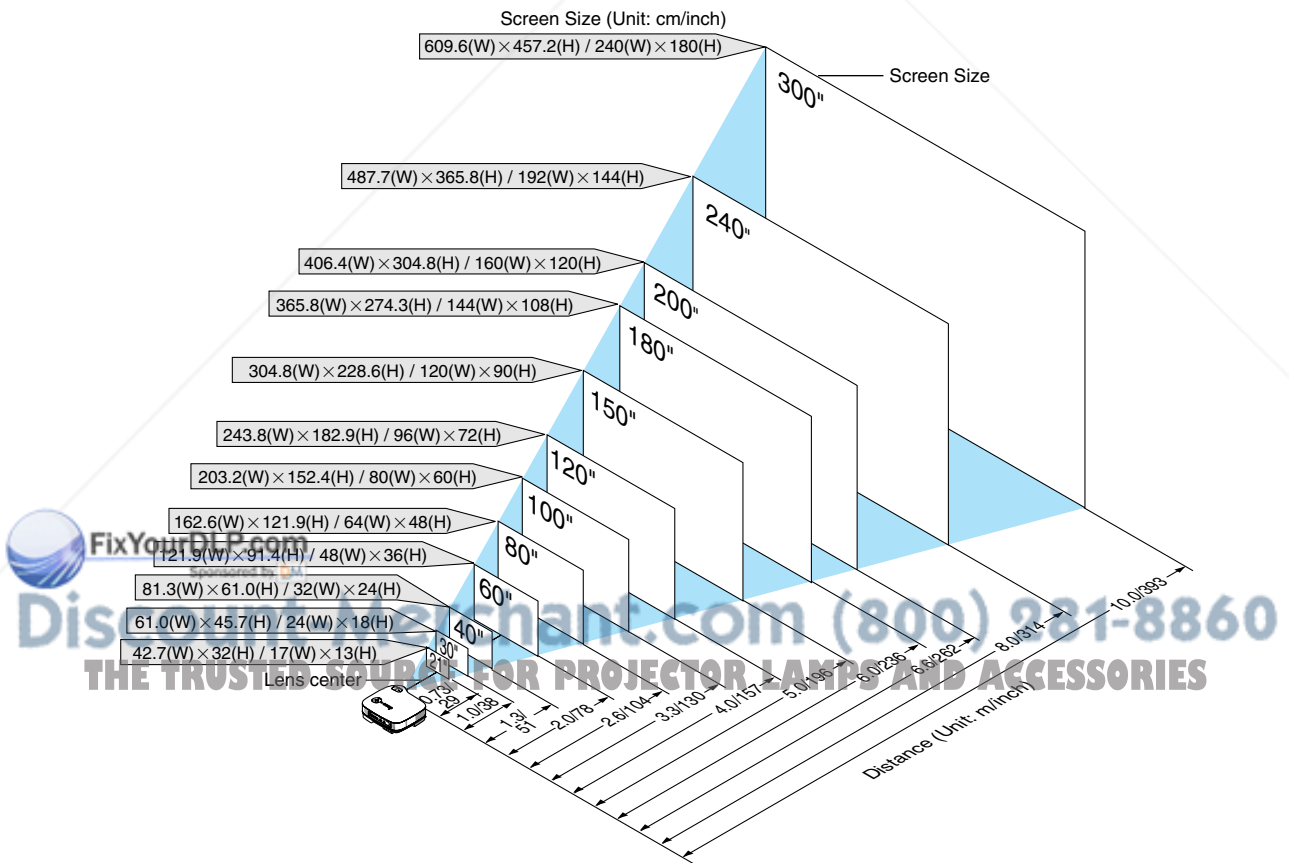 Screen Size (Unit: cm/inch)
609.6(W)×457.2(H) / 240(W)×180(H)
Screen Size
300"
487.7(W)×365.8(H) / 192(W)×144(H)
240"
406.4(W)×304.8(H) / 160(W)×120(H)
200"
365.8(W)×274.3(H) / 144(W)×108(H)
180"
304.8(W)×228.6(H) / 120(W)×90(H)
150"
243.8(W)×182.9(H) / 96(W)×72(H)
120"
203.2(W)×152.4(H) / 80(W)×60(H)
100"
162.6(W)×121.9(H) / 64(W)×48(H)
80"
FixYourDLP.com
121.9(W)×91.4(H) / 48(W)×36(H)
60"
Sponsored by DM
81.3(W)×61.0(H) / 32(W)×24(H)
40"
Discount-Merchant.com (800) 281-8860
61.0(W)×45.7(H) / 24(W)×18(H)
30"
42.7(W)×32(H) / 17(W)×13(H)
21"
THE TRUSTED SOURCE FOR PROJECTOR LAMPS AND ACCESSORIES
Lens center
0.73/
29
1.0/38
1.3/
51
2.0/78
2.6/104
3.3/130
4.0/157
5.0/196
6.0/236
6.6/262
8.0/314
10.0/393
Distance (Unit: m/inch)